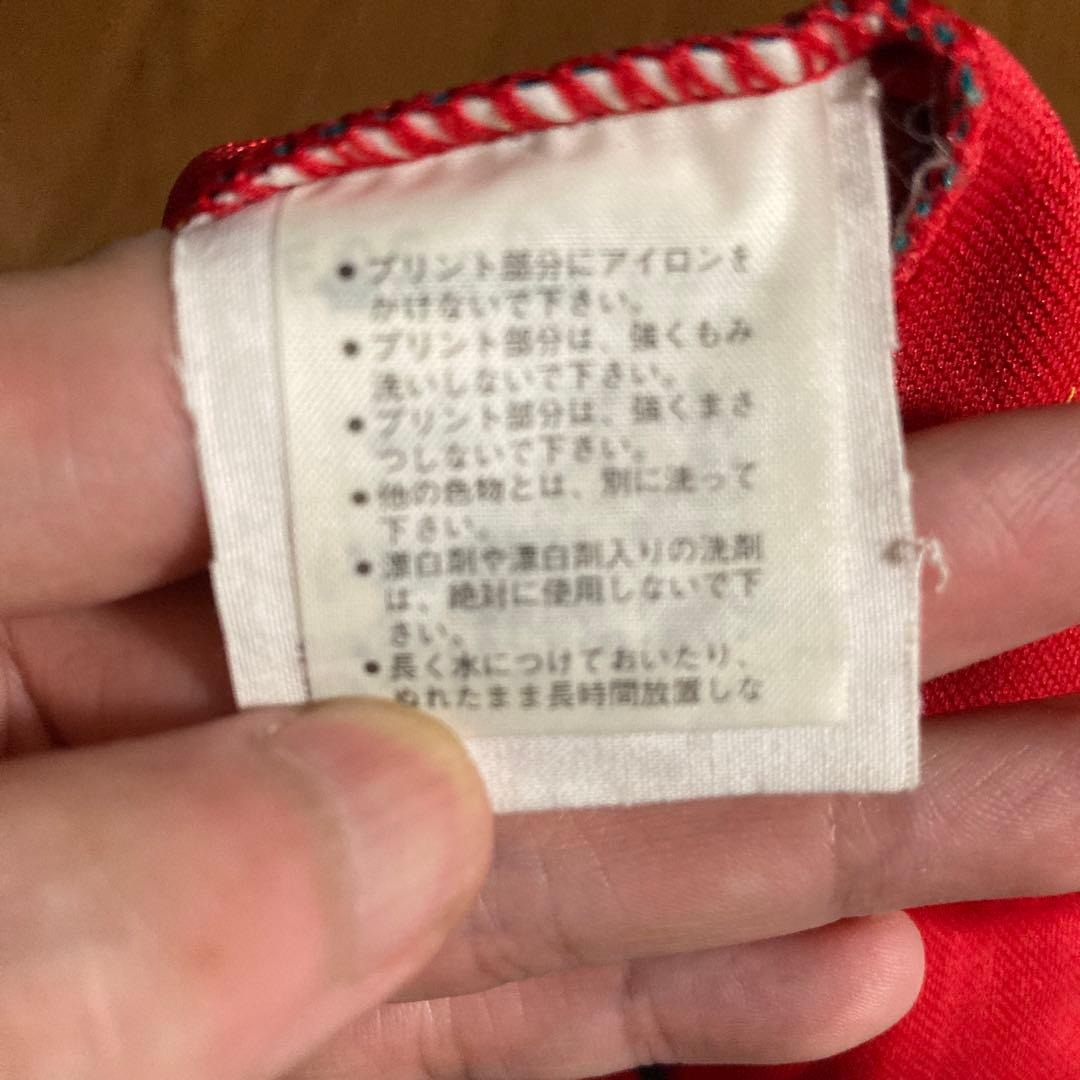 ●プリント部分にアイロンを
かけないで下さい。
●プリント部分は、強くもみ
洗いしないで下さい。
●プリント部分は、強くまさ
つしないで下さい。
●他の色物とは、別に洗って
下さい。
●漂白剤や漂白剤入りの洗剤
は、絶対に使用しないで下
さい。
●長く水につけておいたり、
ぬれたまま長時間放置しな